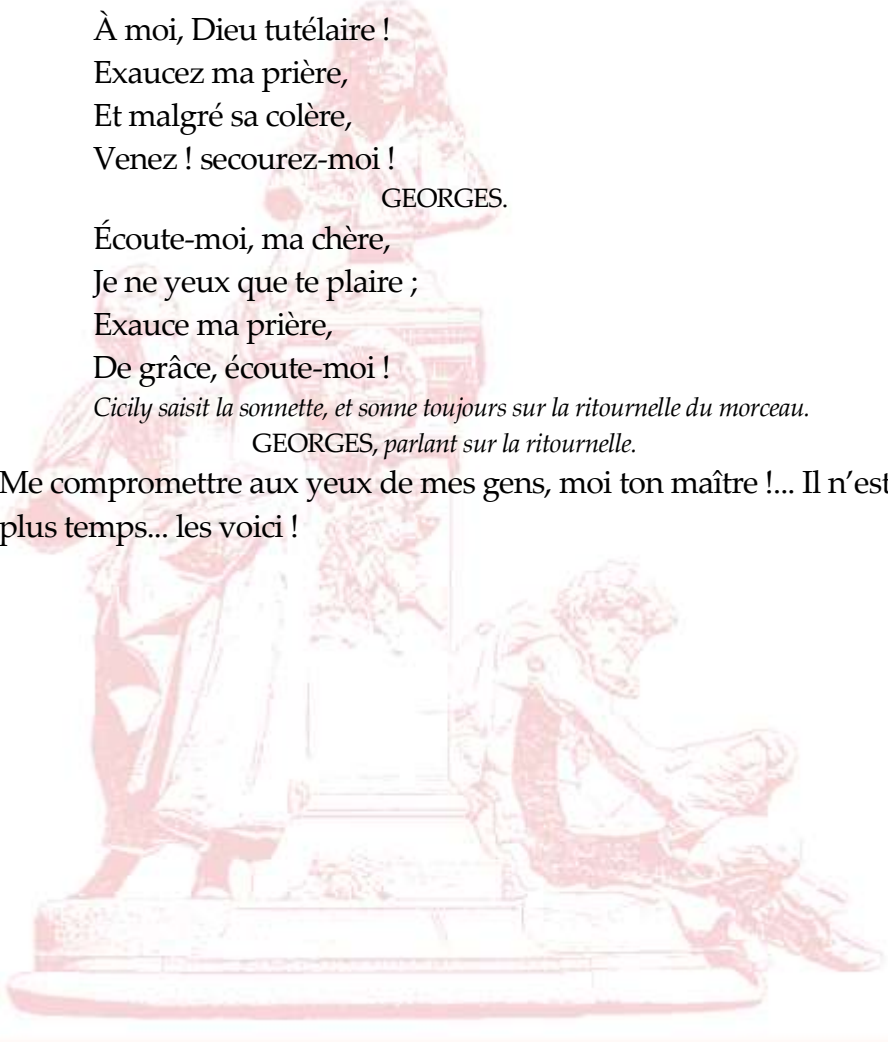 À moi, Dieu tutélaire !
Exaucez ma prière,
Et malgré sa colère,
Venez ! secourez-moi !
GEORGES.
Écoute-moi, ma chère,
Je ne yeux que te plaire ;
Exauce ma prière,
De grâce, écoute-moi !
Cicily saisit la sonnette, et sonne toujours sur la ritournelle du morceau.
GEORGES, parlant sur la ritournelle.
Me compromettre aux yeux de mes gens, moi ton maître !... Il n’est
plus temps... les voici !